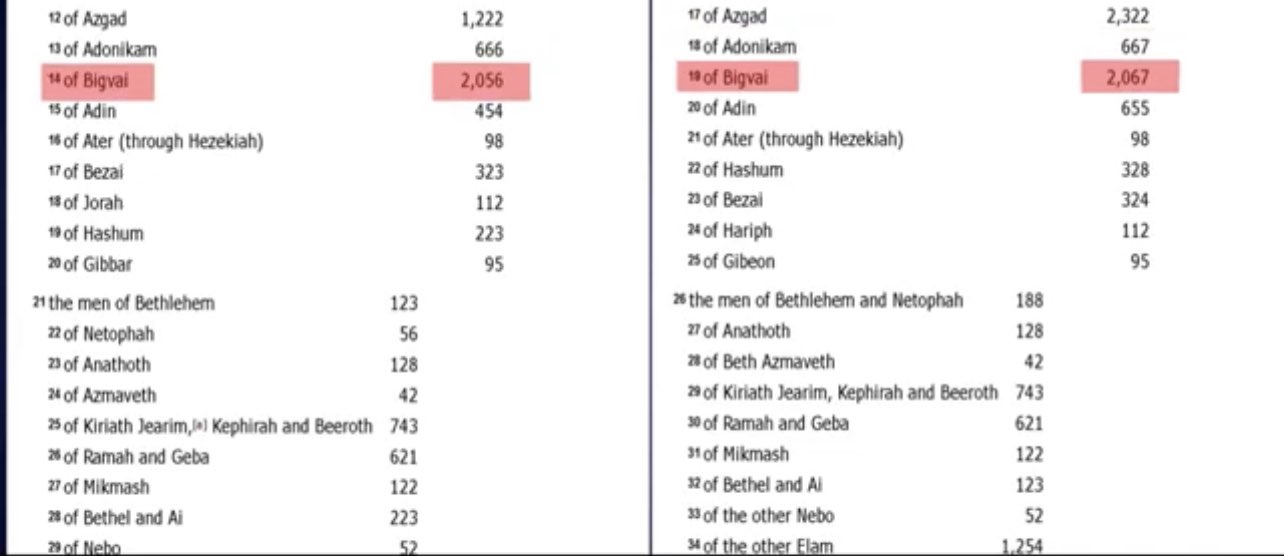 12 of Azgad 1,222
13 of Adonikam 666
14 of Bigvai 2,056
15 of Adin 454
16 of Ater (through Hezekiah) 98
17 of Bezai 323
18 of Jorah 112
19 of Hashum 223
20 of Gibbar 95
21 the men of Bethlehem 123
22 of Netophah 56
23 of Anathoth 128
24 of Azmaveth 42
25 of Kiriath Jearim,[a] Kephirah and Beeroth 743
26 of Ramah and Geba 621
27 of Mikmash 122
28 of Bethel and Ai 223
29 of Nebo 52
17 of Azgad 2,322
18 of Adonikam 667
19 of Bigvai 2,067
20 of Adin 655
21 of Ater (through Hezekiah) 98
22 of Hashum 328
23 of Bezai 324
24 of Hariph 112
25 of Gibeon 95
26 the men of Bethlehem and Netophah 188
27 of Anathoth 128
28 of Beth Azmaveth 42
29 of Kiriath Jearim, Kephirah and Beeroth 743
30 of Ramah and Geba 621
31 of Mikmash 122
32 of Bethel and Ai 123
33 of the other Nebo 52
34 of the other Elam 1,254